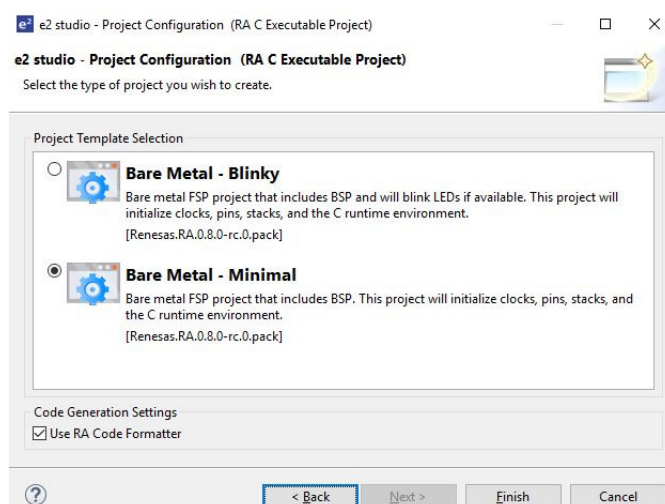 e² e2 studio - Project Configuration  (RA C Executable Project)
e2 studio - Project Configuration  (RA C Executable Project)
Select the type of project you wish to create.
Project Template Selection
Bare Metal - Blinky
Bare metal FSP project that includes BSP and will blink LEDs if available. This project will
initialize clocks, pins, stacks, and the C runtime environment.
[Renesas.RA.0.8.0-rc.0.pack]
Bare Metal - Minimal
Bare metal FSP project that includes BSP. This project will initialize clocks, pins, stacks, and
the C runtime environment.
[Renesas.RA.0.8.0-rc.0.pack]
Code Generation Settings
Use RA Code Formatter
? < Back Next > Finish Cancel